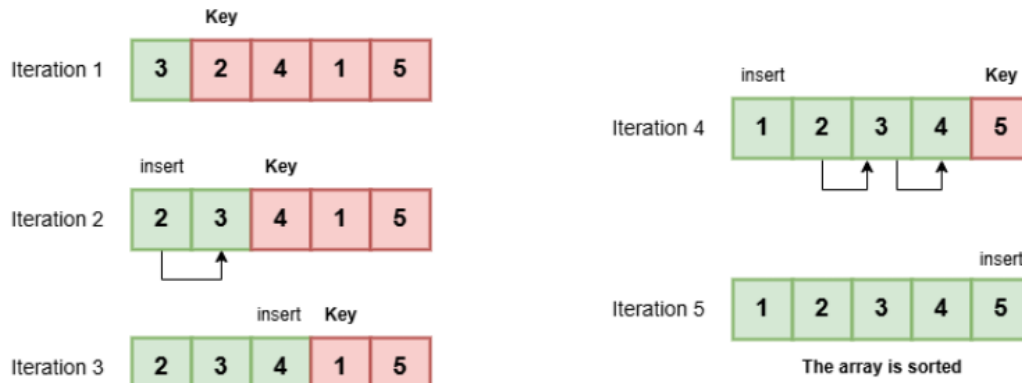 Key
Iteration 1 3 2 4 1 5
insert Key
Iteration 2 2 3 4 1 5
insert Key
Iteration 3 2 3 4 1 5
insert Key
Iteration 4 1 2 3 4 5
insert
Iteration 5 1 2 3 4 5
The array is sorted